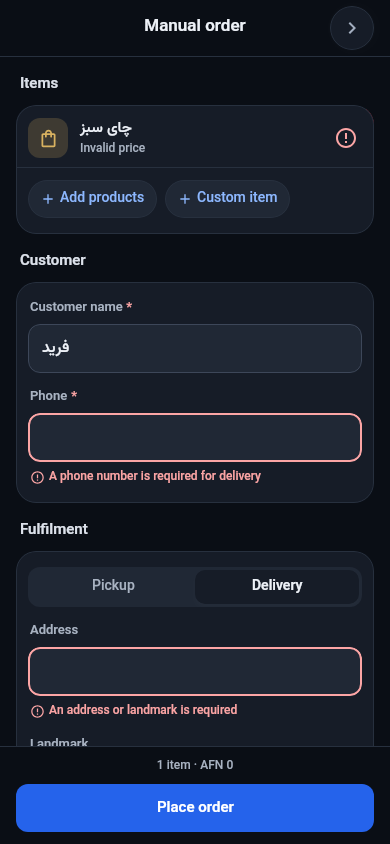 Manual order
Items
چای سبز
Invalid price
+ Add products
+ Custom item
Customer
Customer name *
فرید
Phone *
A phone number is required for delivery
Fulfilment
Pickup
Delivery
Address
An address or landmark is required
Landmark
1 item · AFN 0
Place order